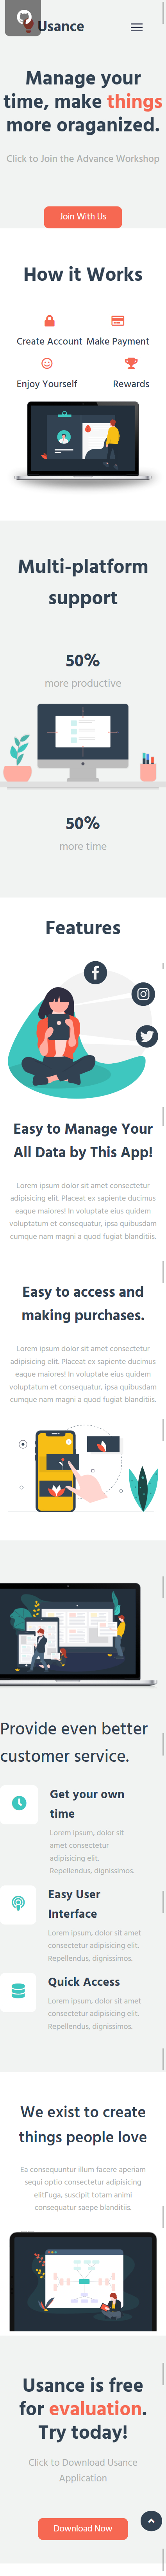 Usance
Manage your
time, make things
more oraganized.
Click to Join the Advance Workshop
Join With Us
How it Works
Create Account Make Payment
Enjoy Yourself Rewards
Multi-platform
support
50%
more productive
50%
more time
Features
Easy to Manage Your
All Data by This App!
Lorem ipsum dolor sit amet consectetur
adipisicing elit. Placeat ex sapiente ducimus
eaque maiores! In voluptate eius quidem
voluptatum et consequatur, ipsa quibusdam
cumque nam magni a quod fugiat blanditiis.
Easy to access and
making purchases.
Lorem ipsum dolor sit amet consectetur
adipisicing elit. Placeat ex sapiente ducimus
eaque maiores! In voluptate eius quidem
voluptatum et consequatur, ipsa quibusdam
cumque nam magni a quod fugiat blanditiis.
Provide even better
customer service.
Get your own
time
Lorem ipsum, dolor sit
amet consectetur
adipisicing elit.
Repellendus, dignissimos.
Easy User
Interface
Lorem ipsum, dolor sit amet
consectetur adipisicing elit.
Repellendus, dignissimos.
Quick Access
Lorem ipsum, dolor sit amet
consectetur adipisicing elit.
Repellendus, dignissimos.
We exist to create
things people love
Ea consequuntur illum facere aperiam
sequi optio consectetur adipisicing
elitFuga, suscipit totam animi
consequatur saepe blanditiis.
Usance is free
for evaluation.
Try today!
Click to Download Usance
Application
Download Now